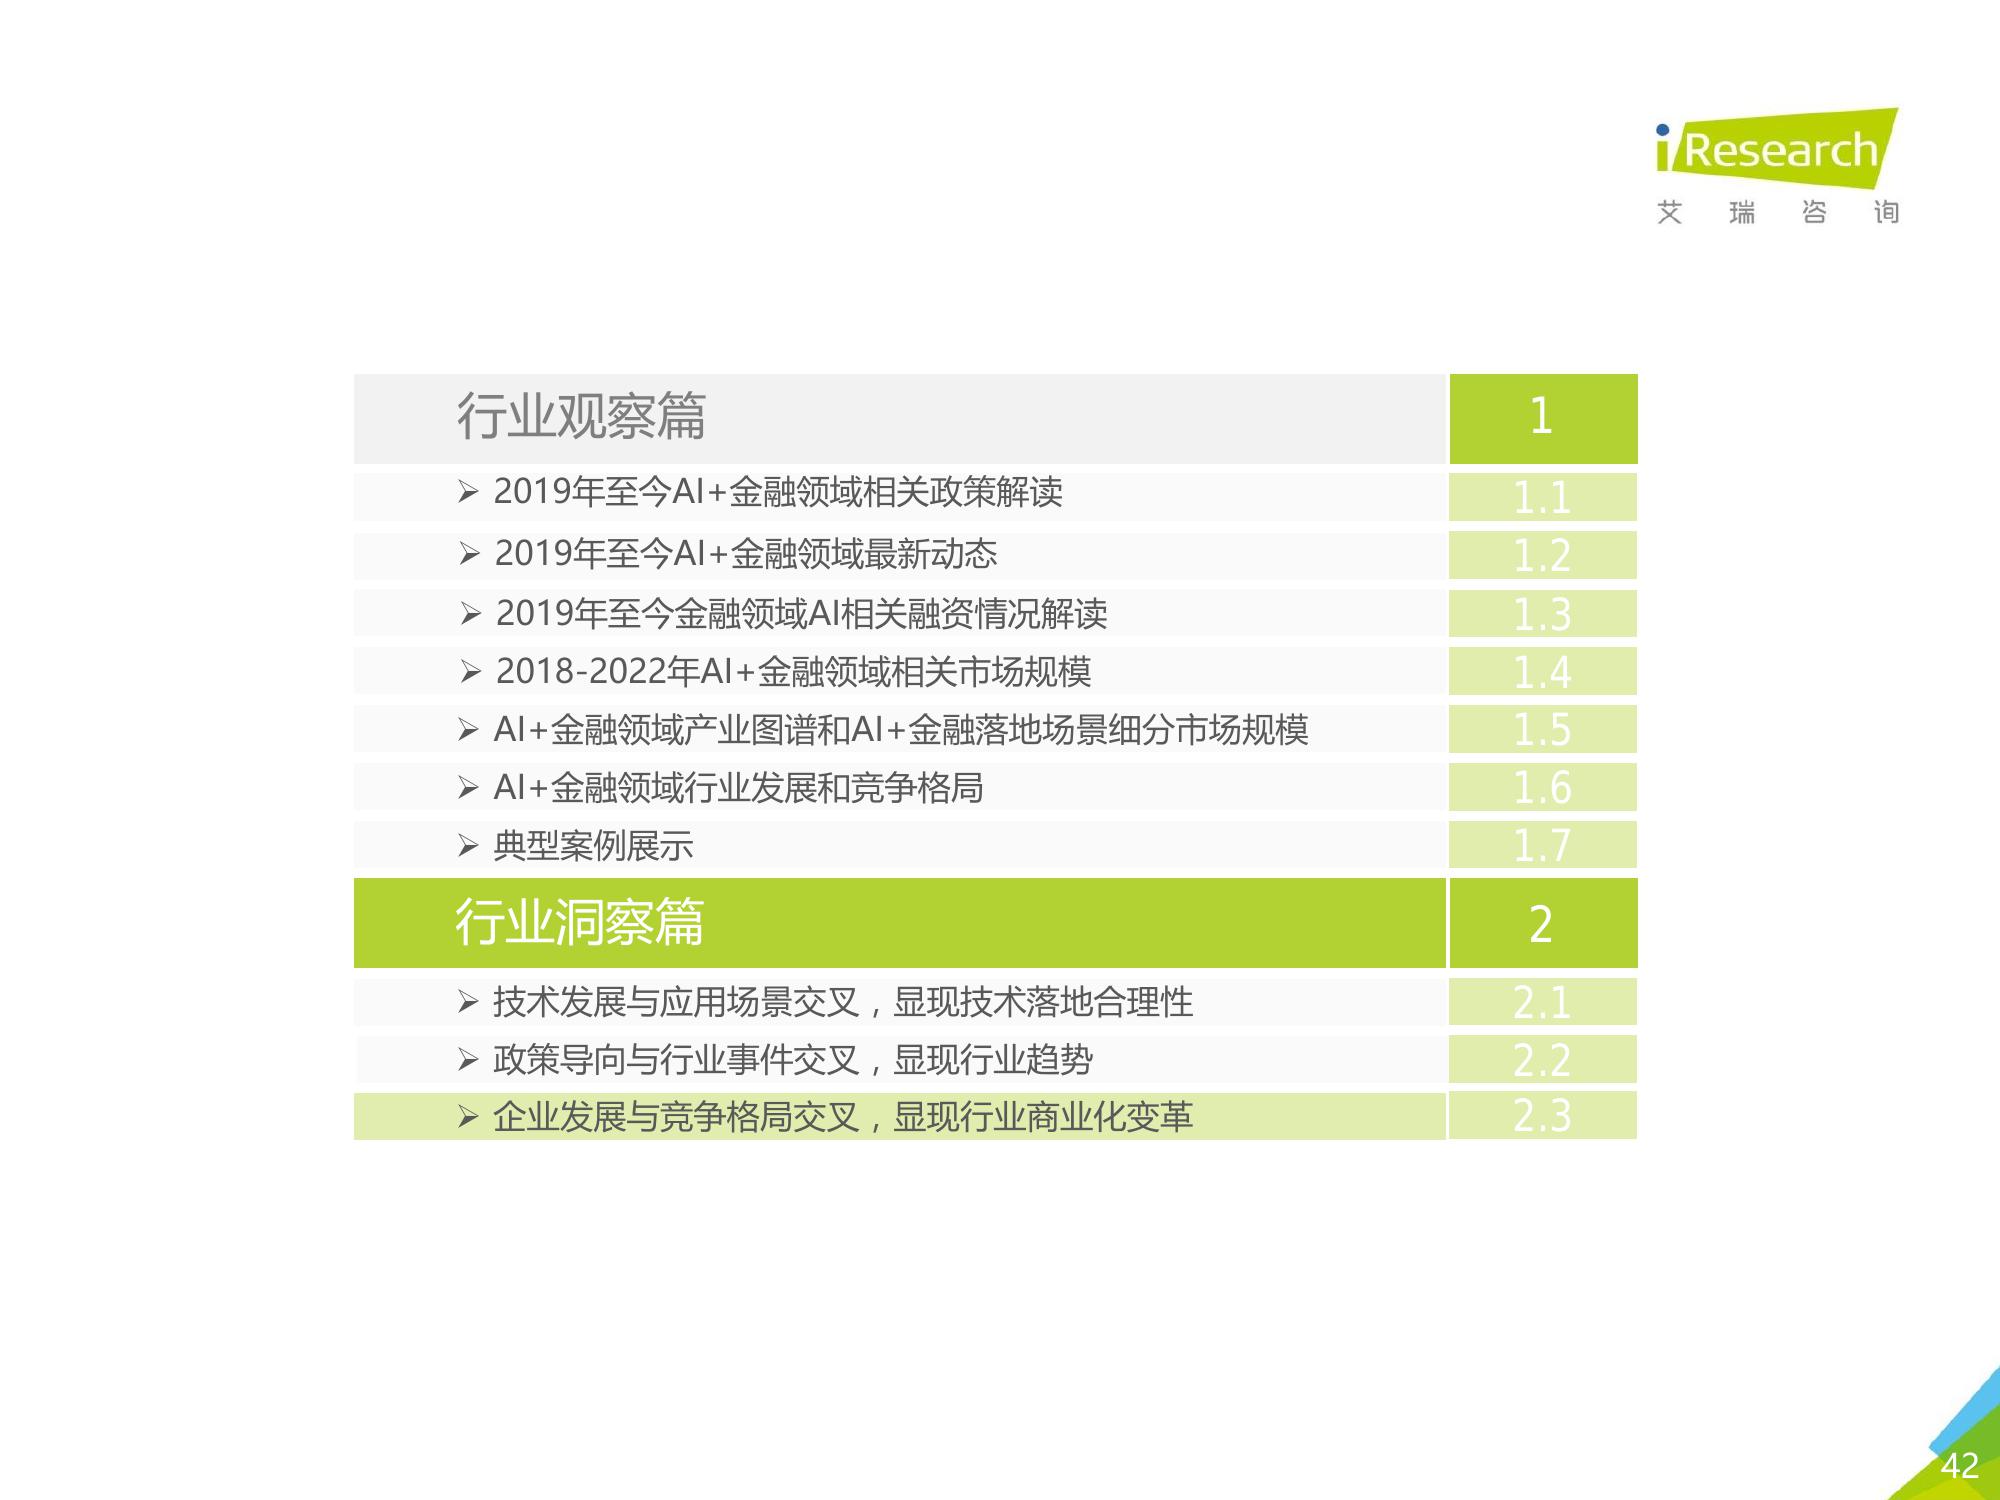 iResearch
艾瑞咨询
行业观察篇 1
➢ 2019年至今AI+金融领域相关政策解读 1.1
➢ 2019年至今AI+金融领域最新动态 1.2
➢ 2019年至今金融领域AI相关融资情况解读 1.3
➢ 2018-2022年AI+金融领域相关市场规模 1.4
➢ AI+金融领域产业图谱和AI+金融落地场景细分市场规模 1.5
➢ AI+金融领域行业发展和竞争格局 1.6
➢ 典型案例展示 1.7
行业洞察篇 2
➢ 技术发展与应用场景交叉，显现技术落地合理性 2.1
➢ 政策导向与行业事件交叉，显现行业趋势 2.2
➢ 企业发展与竞争格局交叉，显现行业商业化变革 2.3
42